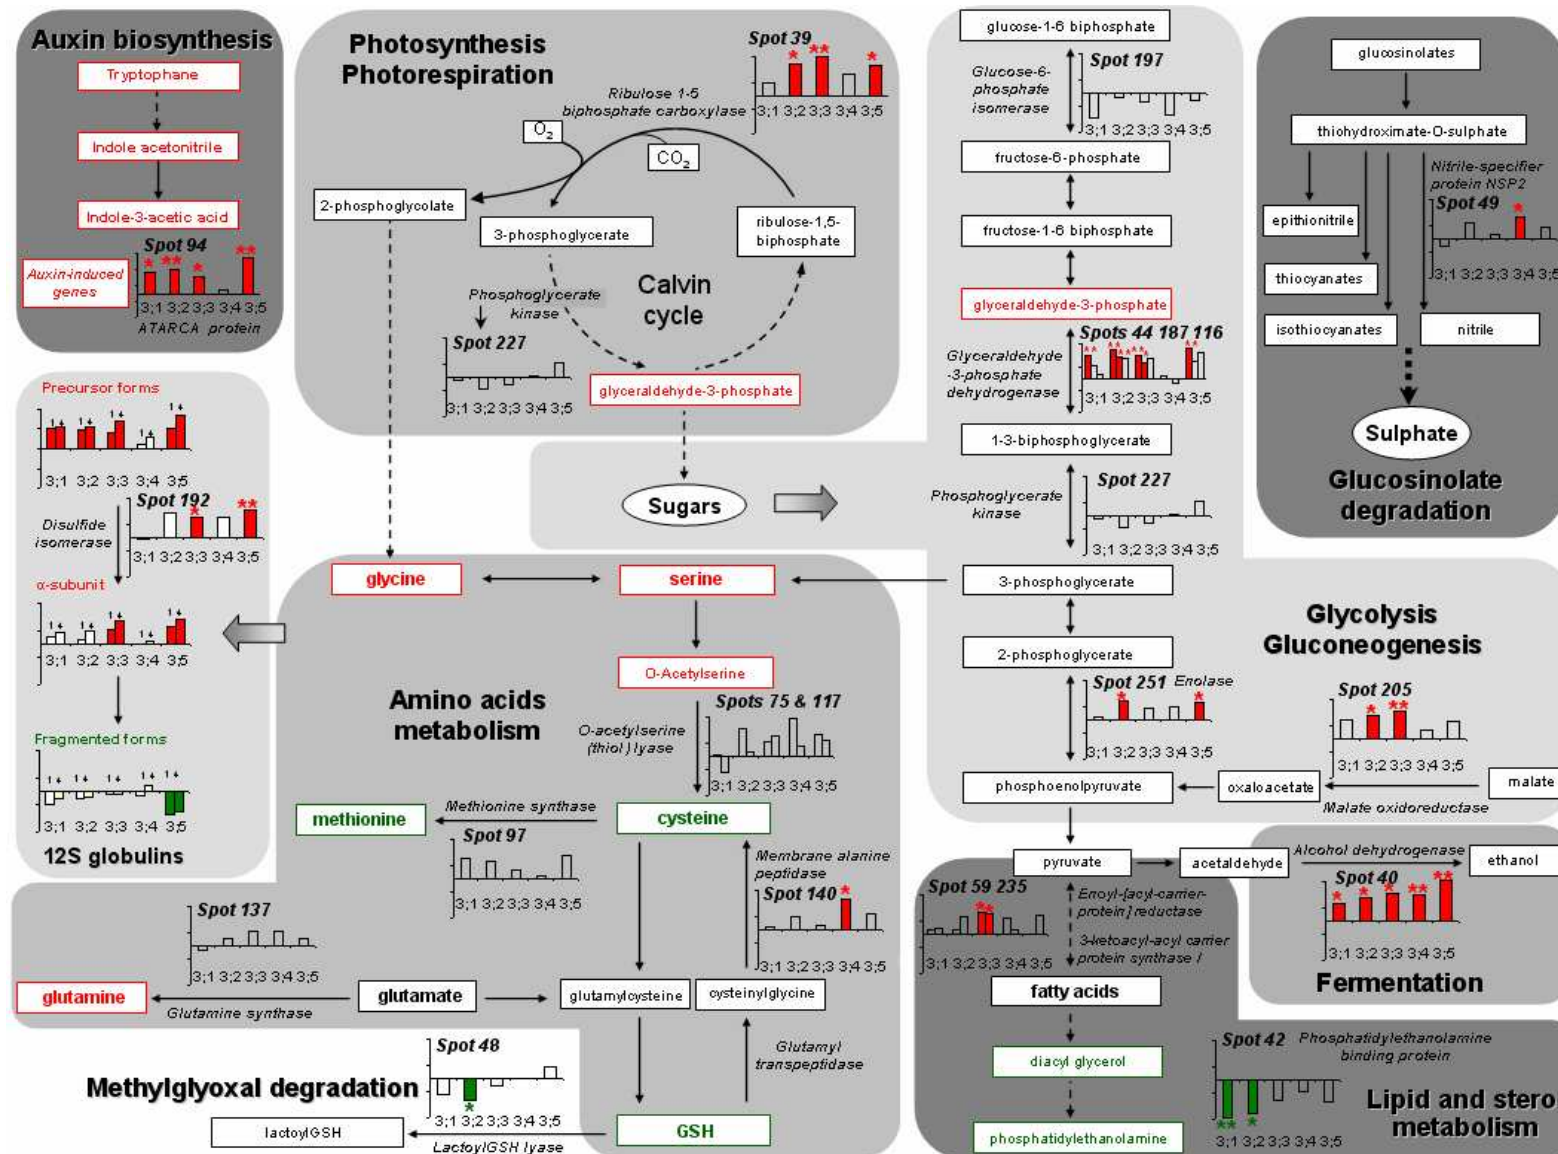 Auxin biosynthesis
Tryptophane
Indole acetonitrile
Indole-3-acetic acid
Spot 94
* ** * **
Auxin-induced
genes
3;1 3;2 3;3 3;4 3;5
ATARCA protein
Photosynthesis
Photorespiration
Spot 39
* ** *
3;1 3;2 3;3 3;4 3;5
Ribulose 1-5
biphosphate carboxylase
O2
CO2
2-phosphoglycolate
3-phosphoglycerate
ribulose-1,5-
biphosphate
Calvin
cycle
Phosphoglycerate
kinase
Spot 227
3;1 3;2 3;3 3;4 3;5
glyceraldehyde-3-phosphate
Sugars
glucose-1-6 biphosphate
Glucose-6-
phosphate
isomerase
Spot 197
3;1 3;2 3;3 3;4 3;5
fructose-6-phosphate
fructose-1-6 biphosphate
glyceraldehyde-3-phosphate
Spots 44 187 116
Glyceraldehyde
-3-phosphate
dehydrogenase
3;1 3;2 3;3 3;4 3;5
1-3-biphosphoglycerate
Phosphoglycerate
kinase
Spot 227
3;1 3;2 3;3 3;4 3;5
3-phosphoglycerate
Glycolysis
Gluconeogenesis
2-phosphoglycerate
Spot 251
Enolase
* *
3;1 3;2 3;3 3;4 3;5
phosphoenolpyruvate
Spot 205
* **
3;1 3;2 3;3 3;4 3;5
oxaloacetate
malate
Malate oxidoreductase
glucosinolates
thiohydroximate-O-sulphate
Nitrile-specifier
protein NSP2
Spot 49
*
3;1 3;2 3;3 3;4 3;5
epithionitrile
thiocyanates
isothiocyanates
nitrile
Sulphate
Glucosinolate
degradation
Precursor forms
3;1 3;2 3;3 3;4 3;5
Spot 192
* **
Disulfide
isomerase
3;1 3;2 3;3 3;4 3;5
α-subunit
3;1 3;2 3;3 3;4 3;5
Fragmented forms
3;1 3;2 3;3 3;4 3;5
12S globulins
glycine
serine
O-Acetylserine
Amino acids
metabolism
Spots 75 & 117
O-acetylserine
(thiol) lyase
3;1 3;2 3;3 3;4 3;5
methionine
Methionine synthase
cysteine
Spot 97
3;1 3;2 3;3 3;4 3;5
Membrane alanine
peptidase
Spot 140
*
3;1 3;2 3;3 3;4 3;5
Spot 137
3;1 3;2 3;3 3;4 3;5
glutamine
Glutamine synthase
glutamate
glutamylcysteine
cysteinylglycine
Glutamyl
transpeptidase
Spot 48
*
3;1 3;2 3;3 3;4 3;5
Methylglyoxal degradation
lactoylGSH
LactoylGSH lyase
GSH
pyruvate
acetaldehyde
Alcohol dehydrogenase
ethanol
Spot 40
* * * ** **
3;1 3;2 3;3 3;4 3;5
Fermentation
Spot 59 235
**
3;1 3;2 3;3 3;4 3;5
Enoyl-[acyl-carrier-
protein] reductase
3-ketoacyl-acyl carrier
protein synthase I
fatty acids
diacyl glycerol
phosphatidylethanolamine
Spot 42
Phosphatidylethanolamine
binding protein
** *
3;1 3;2 3;3 3;4 3;5
Lipid and stero
metabolism